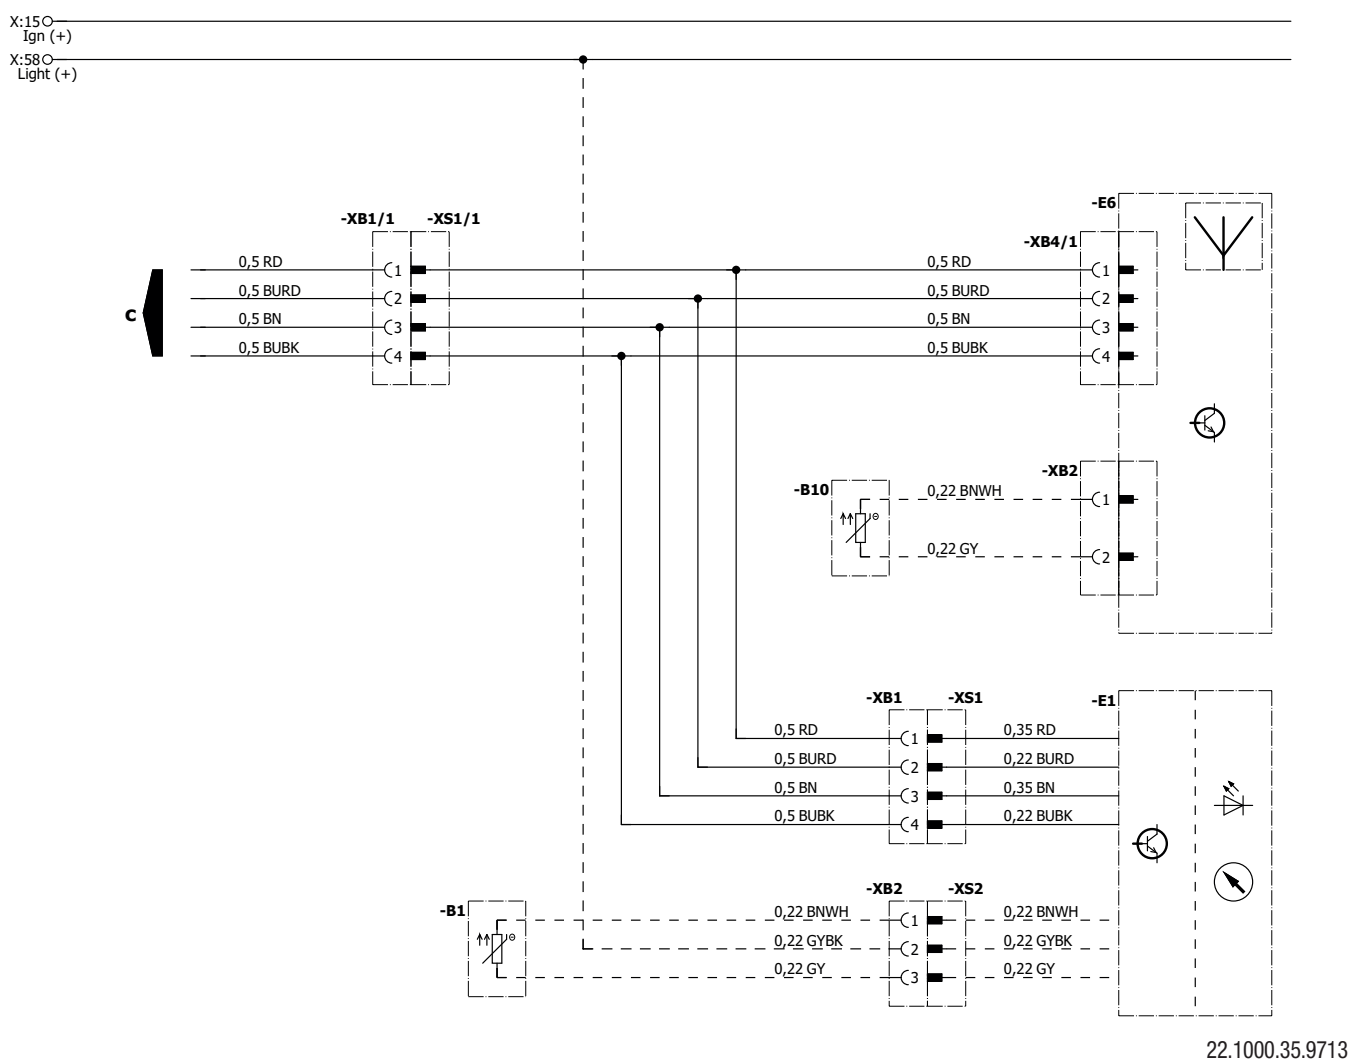 X:15
Ign (+)
X:58
Light (+)
-E6
-XB1/1 -XS1/1
-XB4/1
0,5 RD 1 0,5 RD 1
0,5 BURD 2 0,5 BURD 2
C
0,5 BN 3 0,5 BN 3
0,5 BUBK 4 0,5 BUBK 4
-XB2
-B10 0,22 BNWH 1
0,22 GY 2
-XB1 -XS1 -E1
0,5 RD 1 0,35 RD
0,5 BURD 2 0,22 BURD
0,5 BN 3 0,35 BN
0,5 BUBK 4 0,22 BUBK
-XB2 -XS2
-B1 0,22 BNWH 1 0,22 BNWH
0,22 GYBK 2 0,22 GYBK
0,22 GY 3 0,22 GY
22.1000.35.9713